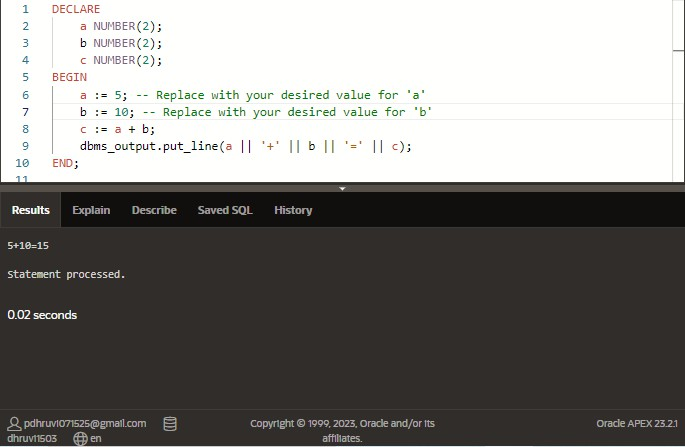 1 DECLARE
2 a NUMBER(2);
3 b NUMBER(2);
4 c NUMBER(2);
5 BEGIN
6 a := 5; -- Replace with your desired value for 'a'
7 b := 10; -- Replace with your desired value for 'b'
8 c := a + b;
9 dbms_output.put_line(a || '+' || b || '=' || c);
10 END;
11
Results Explain Describe Saved SQL History
5+10=15
Statement processed.
0.02 seconds
pdhruvi071525@gmail.com
dhruvi1503 en
Copyright © 1999, 2023, Oracle and/or its
affiliates.
Oracle APEX 23.2.1